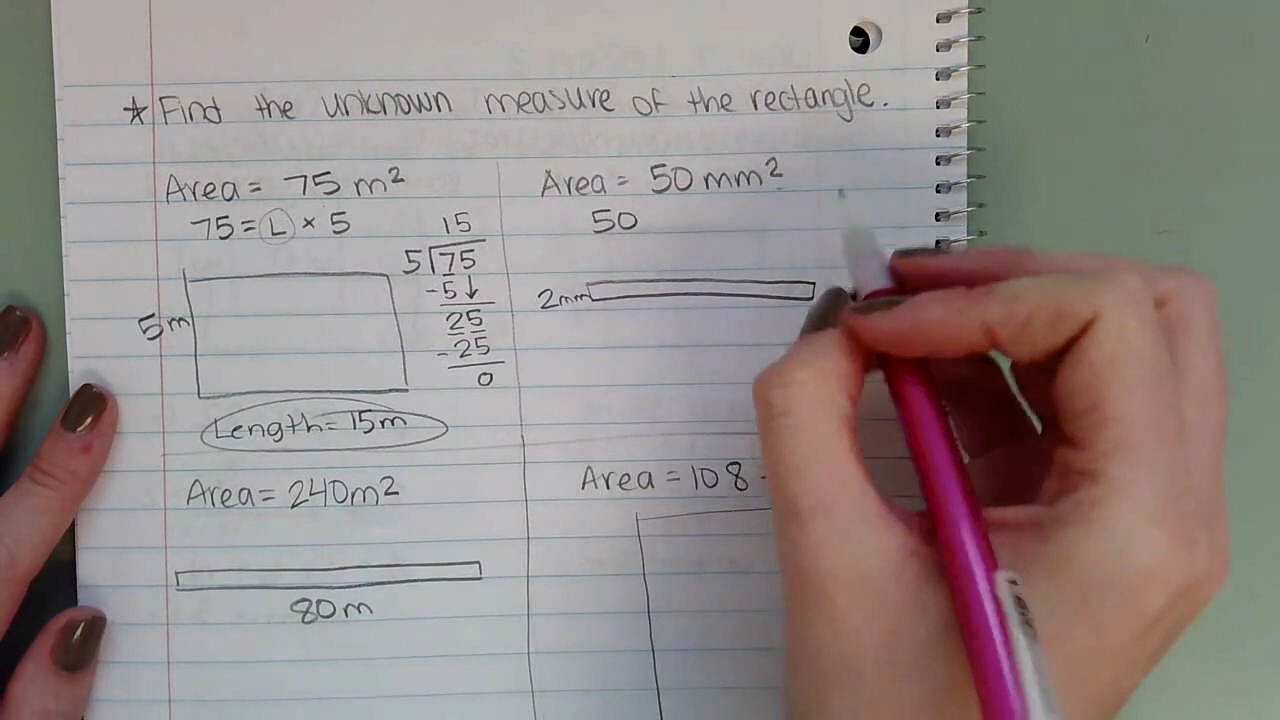 ☆ Find the unknown measure of the rectangle.
Area = 75 m²
75 = L × 5
15
5 75
-5 ↓
25
-25
0
5m
Length = 15m
Area = 50 mm²
50
2mm
Area = 240m²
80m
Area = 108